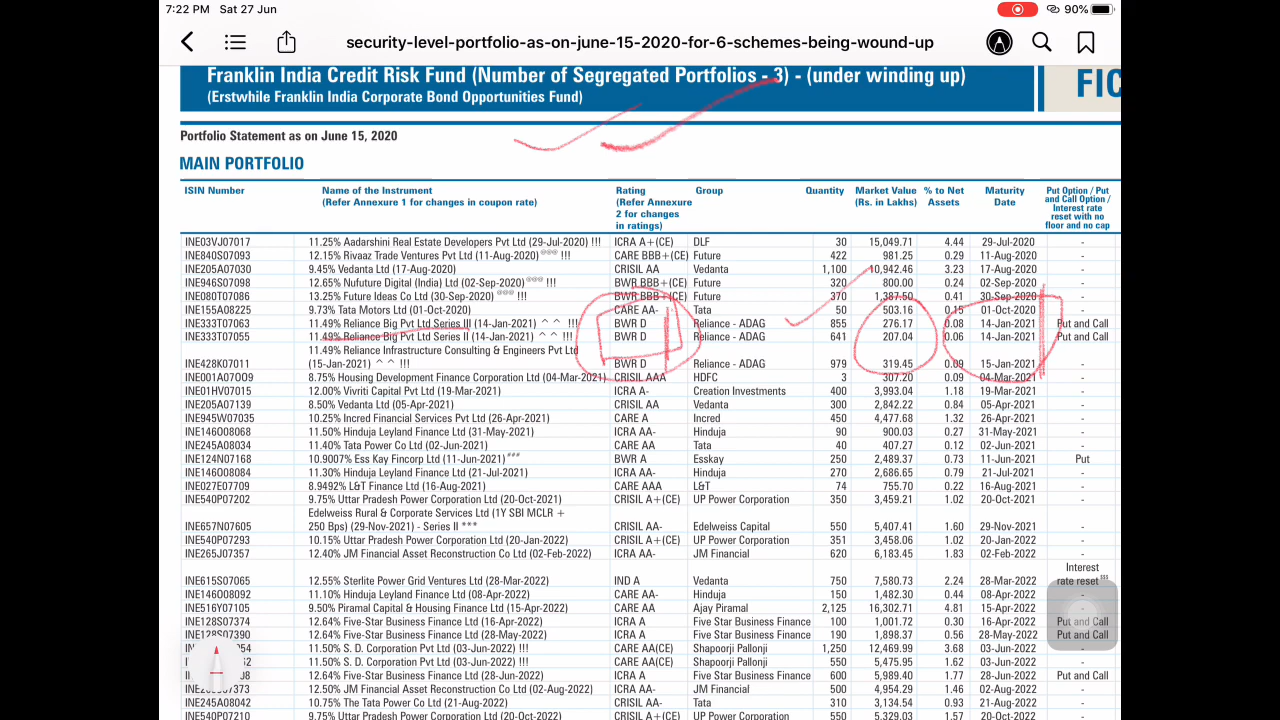 7:22 PM Sat 27 Jun 90%
security-level-portfolio-as-on-june-15-2020-for-6-schemes-being-wound-up
Franklin India Credit Risk Fund (Number of Segregated Portfolios - 3) - (under winding up)
(Erstwhile Franklin India Corporate Bond Opportunities Fund)
FIC
Portfolio Statement as on June 15, 2020
MAIN PORTFOLIO
ISIN Number Name of the Instrument (Refer Annexure 1 for changes in coupon rate) Rating (Refer Annexure 2 for changes in ratings) Group Quantity Market Value (Rs. in Lakhs) % to Net Assets Maturity Date Put Option / Put and Call Option / Interest rate reset with no floor and no cap
INE03VJ07017 11.25% Aadarshini Real Estate Developers Pvt Ltd (29-Jul-2020) !!! ICRA A+(CE) DLF 30 15,049.71 4.44 29-Jul-2020 -
INE840S07093 12.15% Rivaaz Trade Ventures Pvt Ltd (11-Aug-2020) @@@ !!! CARE BBB+(CE) Future 422 981.25 0.29 11-Aug-2020 -
INE205A07030 9.45% Vedanta Ltd (17-Aug-2020) CRISIL AA Vedanta 1,100 10,942.46 3.23 17-Aug-2020 -
INE946S07098 12.65% Nufuture Digital (India) Ltd (02-Sep-2020) @@@ !!! BWR BBB+(CE) Future 320 800.00 0.24 02-Sep-2020 -
INE080T07086 13.25% Future Ideas Co Ltd (30-Sep-2020) @@@ !!! BWR BBB+(CE) Future 370 1,387.50 0.41 30-Sep-2020 -
INE155A08225 9.73% Tata Motors Ltd (01-Oct-2020) CARE AA- Tata 50 503.16 0.15 01-Oct-2020 -
INE333T07063 11.49% Reliance Big Pvt Ltd Series III (14-Jan-2021) ^ ^ !!! BWR D Reliance - ADAG 855 276.17 0.08 14-Jan-2021 Put and Call
INE333T07055 11.49% Reliance Big Pvt Ltd Series II (14-Jan-2021) ^ ^ !!! BWR D Reliance - ADAG 641 207.04 0.06 14-Jan-2021 Put and Call
11.49% Reliance Infrastructure Consulting & Engineers Pvt Ltd
INE428K07011 (15-Jan-2021) ^ ^ !!! BWR D Reliance - ADAG 979 319.45 0.09 15-Jan-2021 -
INE001A07OO9 8.75% Housing Development Finance Corporation Ltd (04-Mar-2021) CRISIL AAA HDFC 3 307.20 0.09 04-Mar-2021 -
INE01HV07015 12.00% Vivriti Capital Pvt Ltd (19-Mar-2021) ICRA A- Creation Investments 400 3,993.04 1.18 19-Mar-2021 -
INE205A07139 8.50% Vedanta Ltd (05-Apr-2021) CRISIL AA Vedanta 300 2,842.22 0.84 05-Apr-2021 -
INE945W07035 10.25% Incred Financial Services Pvt Ltd (26-Apr-2021) CARE A Incred 450 4,477.68 1.32 26-Apr-2021 -
INE146O08068 11.50% Hinduja Leyland Finance Ltd (31-May-2021) ICRA AA- Hinduja 90 900.03 0.27 31-May-2021 -
INE245A08034 11.40% Tata Power Co Ltd (02-Jun-2021) CARE AA Tata 40 407.27 0.12 02-Jun-2021 -
INE124N07168 10.9007% Ess Kay Fincorp Ltd (11-Jun-2021) ### BWR A Esskay 250 2,489.37 0.73 11-Jun-2021 Put
INE146O08084 11.30% Hinduja Leyland Finance Ltd (21-Jul-2021) ICRA AA- Hinduja 270 2,686.65 0.79 21-Jul-2021 -
INE027E07709 8.9492% L&T Finance Ltd (16-Aug-2021) CARE AAA L&T 74 755.70 0.22 16-Aug-2021 -
INE540P07202 9.75% Uttar Pradesh Power Corporation Ltd (20-Oct-2021) CRISIL A+(CE) UP Power Corporation 350 3,459.21 1.02 20-Oct-2021 -
Edelweiss Rural & Corporate Services Ltd (1Y SBI MCLR +
INE657N07605 250 Bps) (29-Nov-2021) - Series II *** CRISIL AA- Edelweiss Capital 550 5,407.41 1.60 29-Nov-2021 -
INE540P07293 10.15% Uttar Pradesh Power Corporation Ltd (20-Jan-2022) CRISIL A+(CE) UP Power Corporation 351 3,458.06 1.02 20-Jan-2022 -
INE265J07357 12.40% JM Financial Asset Reconstruction Co Ltd (02-Feb-2022) ICRA AA- JM Financial 620 6,183.45 1.83 02-Feb-2022 -
Interest
INE615S07065 12.55% Sterlite Power Grid Ventures Ltd (28-Mar-2022) IND A Vedanta 750 7,580.73 2.24 28-Mar-2022 rate reset $$$
INE146O08092 11.10% Hinduja Leyland Finance Ltd (08-Apr-2022) CARE AA- Hinduja 150 1,482.30 0.44 08-Apr-2022 -
INE516Y07105 9.50% Piramal Capital & Housing Finance Ltd (15-Apr-2022) CARE AA Ajay Piramal 2,125 16,302.71 4.81 15-Apr-2022 -
INE128S07374 12.64% Five-Star Business Finance Ltd (16-Apr-2022) ICRA A Five Star Business Finance 100 1,001.72 0.30 16-Apr-2022 Put and Call
INE128S07390 12.64% Five-Star Business Finance Ltd (28-May-2022) ICRA A Five Star Business Finance 190 1,898.37 0.56 28-May-2022 Put and Call
54 11.50% S. D. Corporation Pvt Ltd (03-Jun-2022) !!! CARE AA(CE) Shapoorji Pallonji 1,250 12,469.99 3.68 03-Jun-2022 -
62 11.50% S. D. Corporation Pvt Ltd (03-Jun-2022) !!! CARE AA(CE) Shapoorji Pallonji 550 5,475.95 1.62 03-Jun-2022 -
08 12.64% Five-Star Business Finance Ltd (28-Jun-2022) ICRA A Five Star Business Finance 600 5,989.40 1.77 28-Jun-2022 Put and Call
7373 12.50% JM Financial Asset Reconstruction Co Ltd (02-Aug-2022) ICRA AA- JM Financial 500 4,954.29 1.46 02-Aug-2022 -
INE245A08042 10.75% The Tata Power Co Ltd (21-Aug-2022) CARE AA Tata 310 3,134.54 0.93 21-Aug-2022 -
INE540P07210 9.75% Uttar Pradesh Power Corporation Ltd (20-Oct-2022) CRISIL A+(CE) UP Power Corporation 550 5,329.03 1.57 20-Oct-2022 -